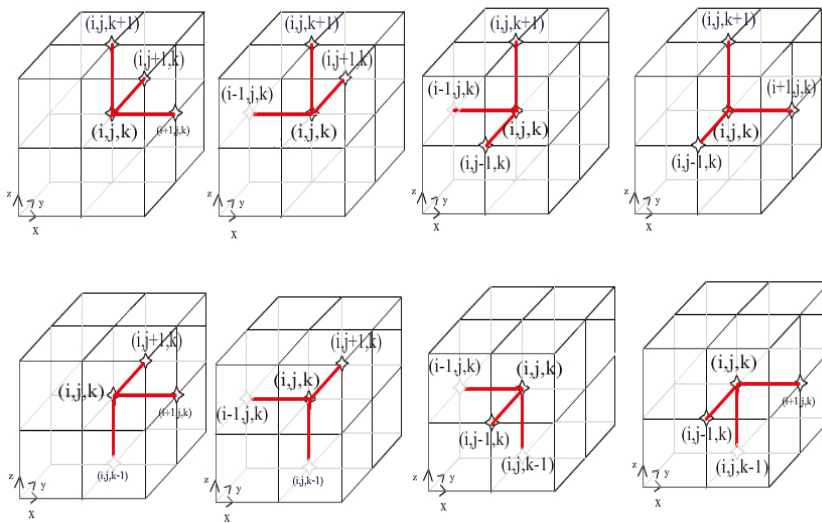 (i,j,k+1)
(i,j+1,k)
(i,j,k)
(i+1,j,k)
z
y
x
(i,j,k+1)
(i,j+1,k)
(i-1,j,k)
(i,j,k)
z
y
x
(i,j,k+1)
(i-1,j,k)
(i,j,k)
(i,j-1,k)
z
y
x
(i,j,k+1)
(i+1,j,k)
(i,j,k)
(i,j-1,k)
z
y
x
(i,j+1,k)
(i,j,k)
(i+1,j,k)
(i,j,k-1)
z
y
x
(i,j+1,k)
(i,j,k)
(i-1,j,k)
(i,j,k-1)
z
y
x
(i-1,j,k)
(i,j,k)
(i,j-1,k)
(i,j,k-1)
z
y
x
(i,j,k)
(i+1,j,k)
(i,j-1,k)
(i,j,k-1)
z
y
x